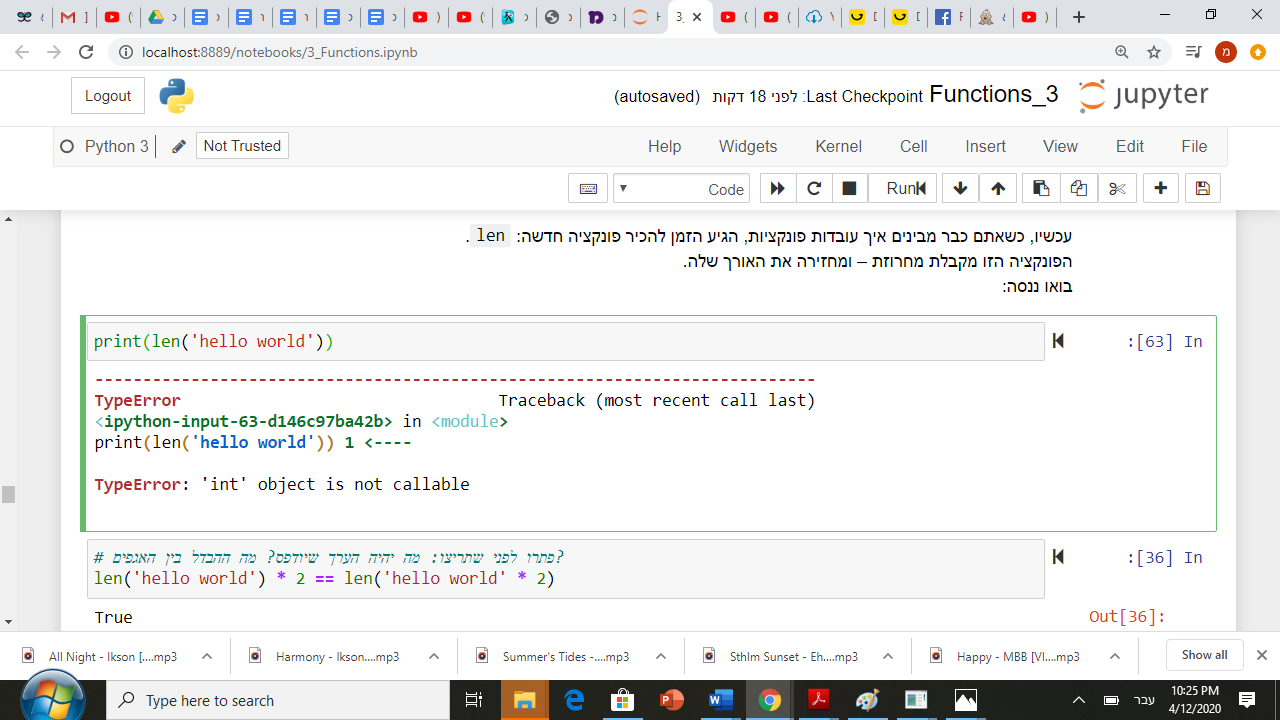 localhost:8889/notebooks/3_Functions.ipynb
Logout
jupyter Functions_3 Last Checkpoint: לפני 18 דקות (autosaved)
Python 3 Not Trusted
File Edit View Insert Cell Kernel Widgets Help
Run Code
עכשיו, כשאתם כבר מבינים איך עובדות פונקציות, הגיע הזמן להכיר פונקציה חדשה: len.
הפונקציה הזו מקבלת מחרוזת – ומחזירה את האורך שלה.
בואו ננסה:
In [63]:
print(len('hello world'))
---------------------------------------------------------------------------
TypeError Traceback (most recent call last)
<ipython-input-63-d146c97ba42b> in <module>
print(len('hello world')) 1 <----
TypeError: 'int' object is not callable
In [36]:
# פתרו לפני שתריצו: מה יהיה הערך שיודפס? מה ההבדל בין האגפים?
len('hello world') * 2 == len('hello world' * 2)
Out[36]:
True
All Night - Ikson [....mp3
Harmony - Ikson....mp3
Summer's Tides -....mp3
Sthlm Sunset - Eh....mp3
Happy - MBB [Vl....mp3
Show all
Type here to search
עבר
10:25 PM
4/12/2020